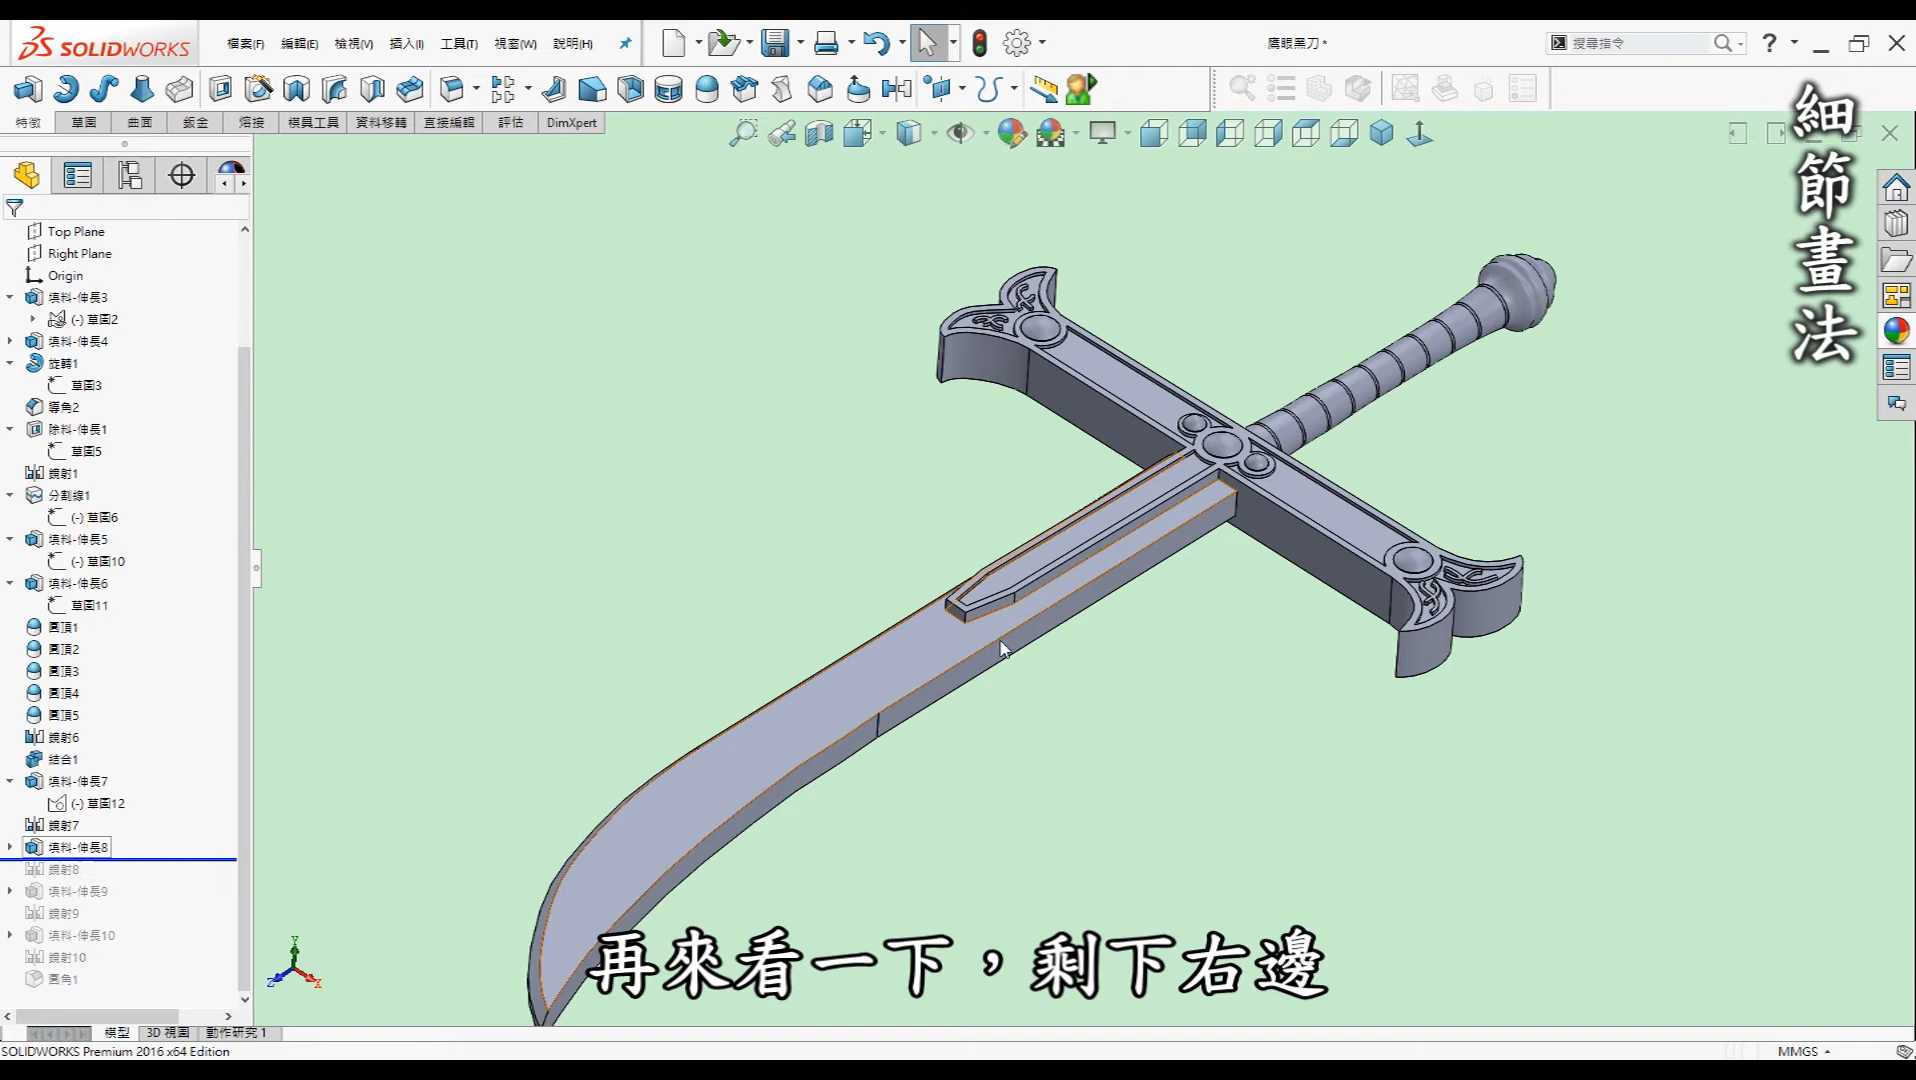 SOLIDWORKS
檔案(F) 編輯(E) 檢視(V) 插入(I) 工具(T) 視窗(W) 說明(H)
鷹眼黑刀 *
搜尋指令
特徵 草圖 曲面 鈑金 熔接 模具工具 資料移轉 直接編輯 評估 DimXpert
細節畫法
Top Plane
Right Plane
Origin
填料-伸長3
(-) 草圖2
填料-伸長4
旋轉1
草圖3
導角2
除料-伸長1
草圖5
鏡射1
分割線1
(-) 草圖6
填料-伸長5
(-) 草圖10
填料-伸長6
草圖11
圓頂1
圓頂2
圓頂3
圓頂4
圓頂5
鏡射6
結合1
填料-伸長7
(-) 草圖12
鏡射7
填料-伸長8
鏡射8
填料-伸長9
鏡射9
填料-伸長10
鏡射10
圓角1
再來看一下，剩下右邊
模型 3D 視圖 動作研究 1
SOLIDWORKS Premium 2016 x64 Edition
MMGS